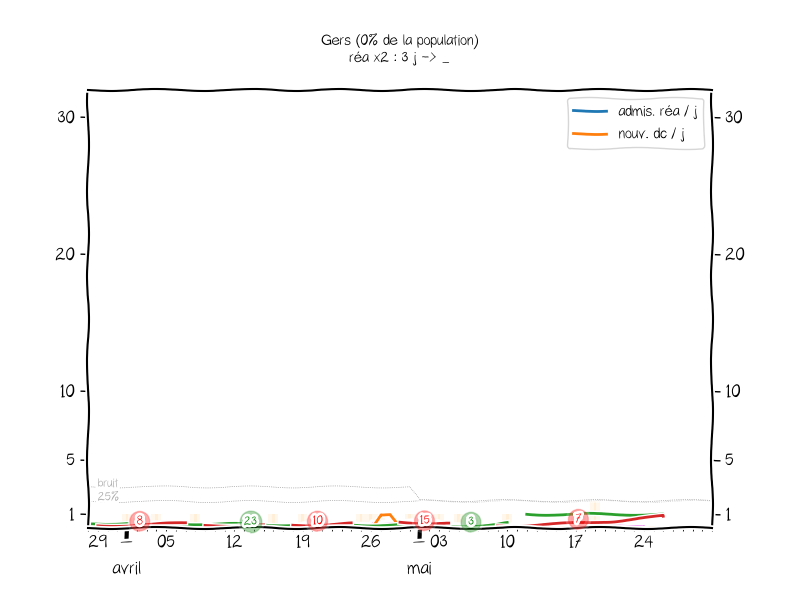 Gers (0% de la population)
réa x2 : 3 j -> _
admis. réa / j
nouv. dc / j
30 30
20 20
10 10
5 5
1 1
bruit
25%
8 23 10 15 3 7
29 05 12 19 26 03 10 17 24
avril mai